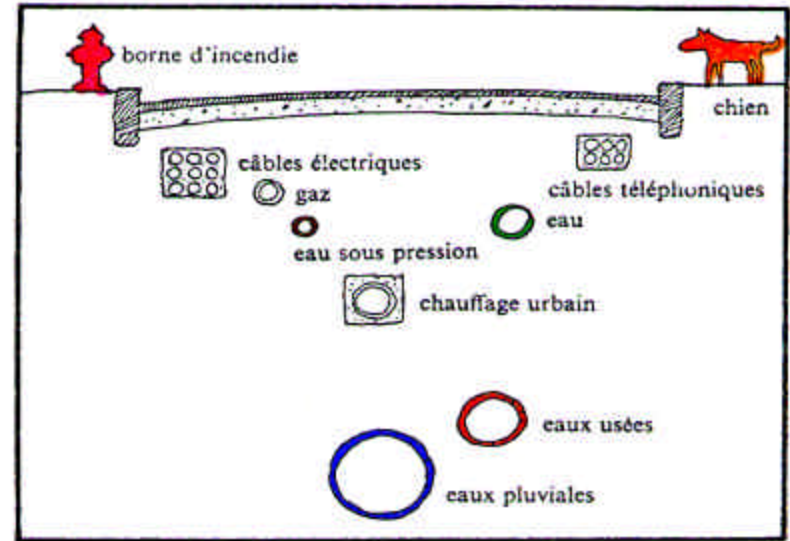 borne d'incendie
chien
câbles électriques
câbles téléphoniques
gaz
eau
eau sous pression
chauffage urbain
eaux usées
eaux pluviales